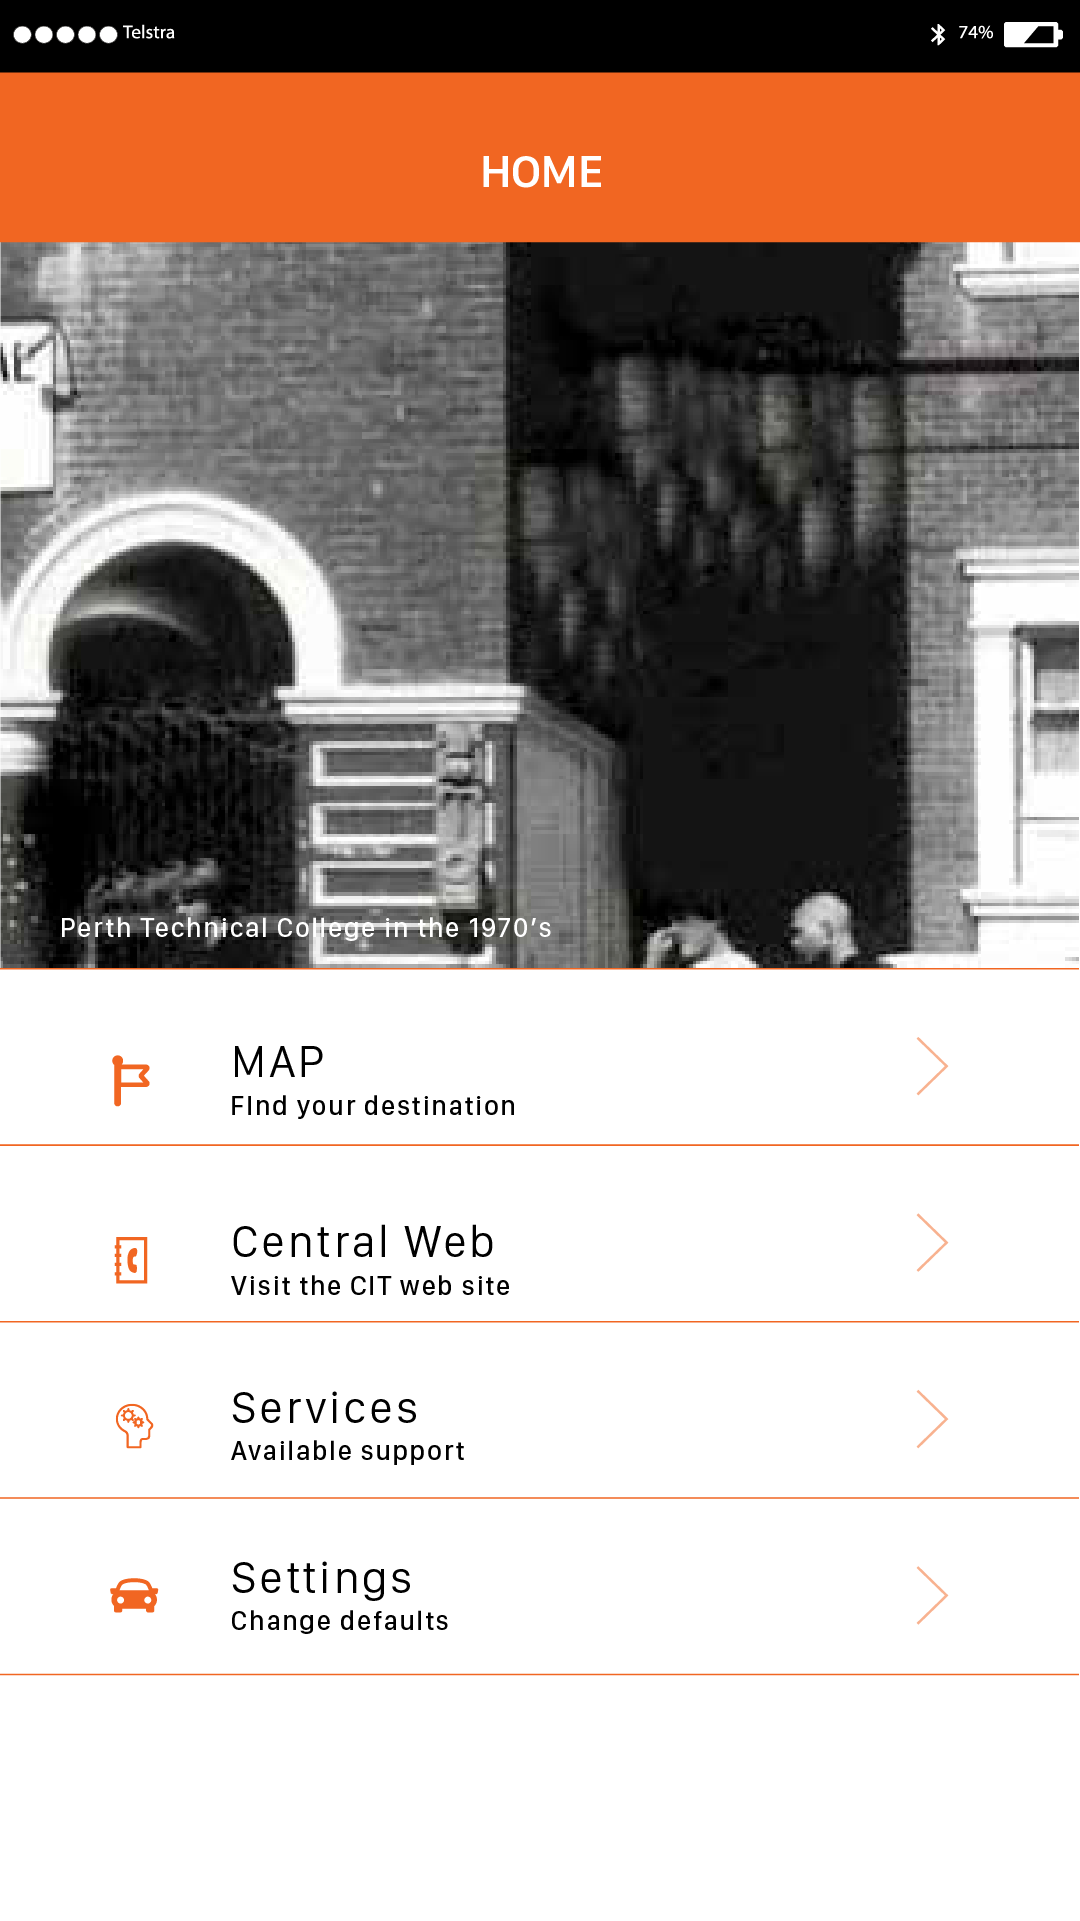 Telstra
74%
HOME
Perth Technical College in the 1970's
MAP
FInd your destination
Central Web
Visit the CIT web site
Services
Available support
Settings
Change defaults